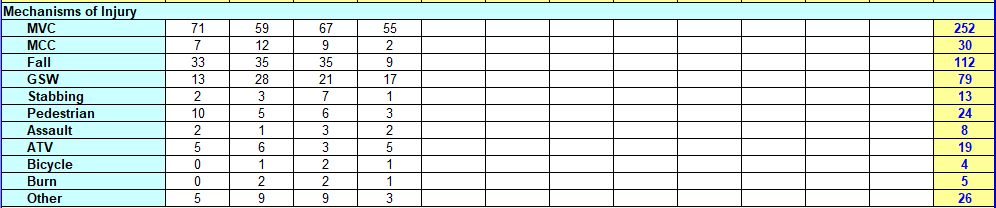 Mechanisms of Injury
MVC 71 59 67 55 252
MCC 7 12 9 2 30
Fall 33 35 35 9 112
GSW 13 28 21 17 79
Stabbing 2 3 7 1 13
Pedestrian 10 5 6 3 24
Assault 2 1 3 2 8
ATV 5 6 3 5 19
Bicycle 0 1 2 1 4
Burn 0 2 2 1 5
Other 5 9 9 3 26